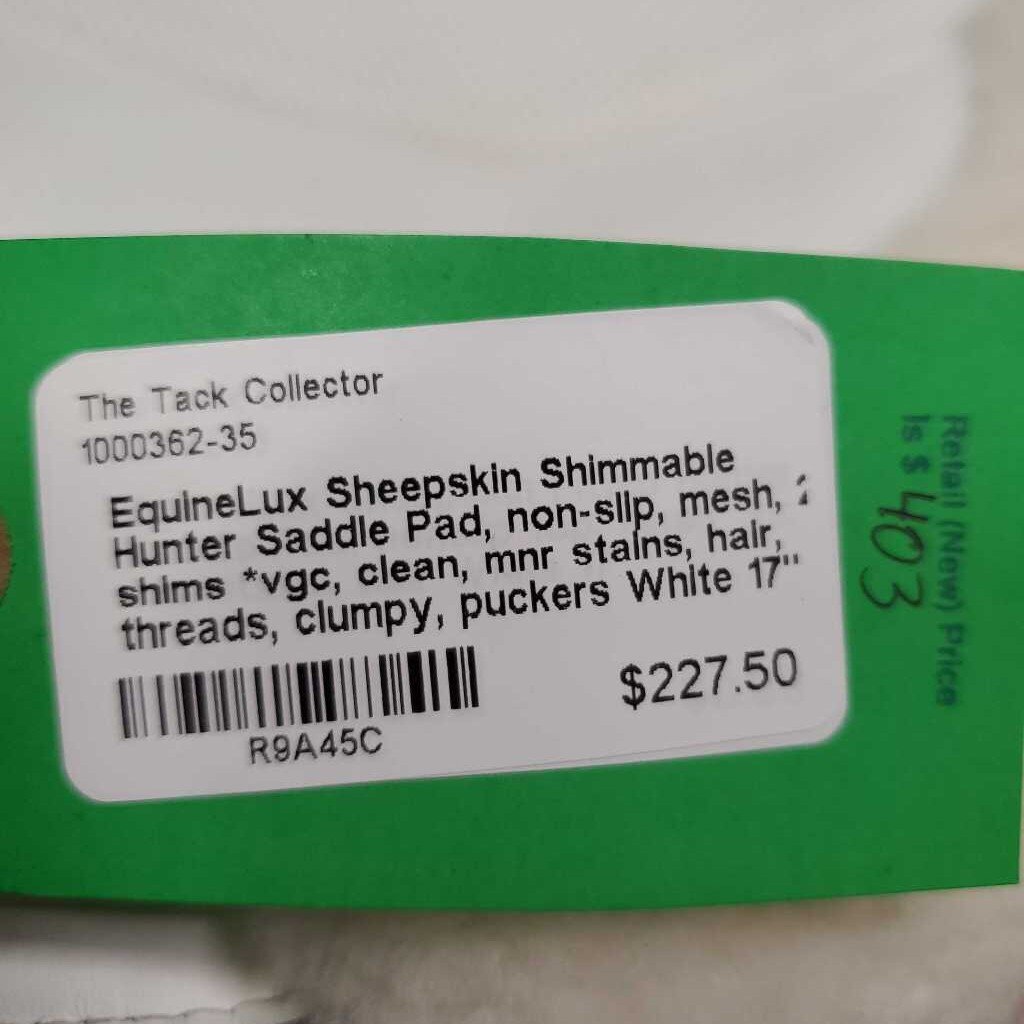 The Tack Collector
1000362-35
EquineLux Sheepskin Shimmable
Hunter Saddle Pad, non-slip, mesh,
shims *vgc, clean, mnr stains, hair,
threads, clumpy, puckers White 17"
$227.50
R9A45C
Retail (New) Price
Is $ 403